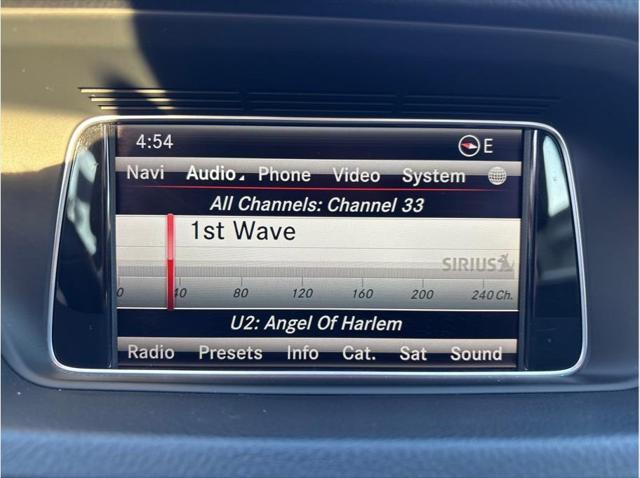 4:54 E
Navi Audio Phone Video System
All Channels: Channel 33
1st Wave
SIRIUS
0 40 80 120 160 200 240 Ch.
U2: Angel Of Harlem
Radio Presets Info Cat. Sat Sound